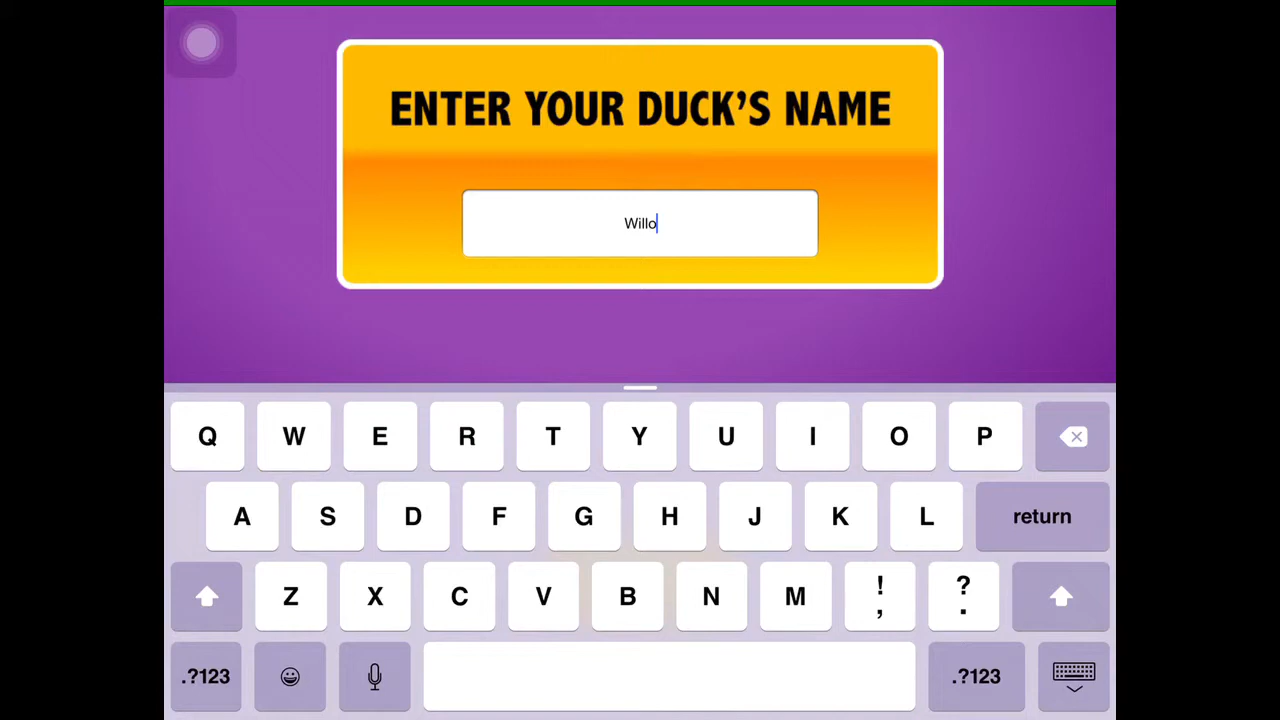 ENTER YOUR DUCK'S NAME
Willo
Q W E R T Y U I O P
A S D F G H J K L return
Z X C V B N M ! , ? .
.?123 .?123